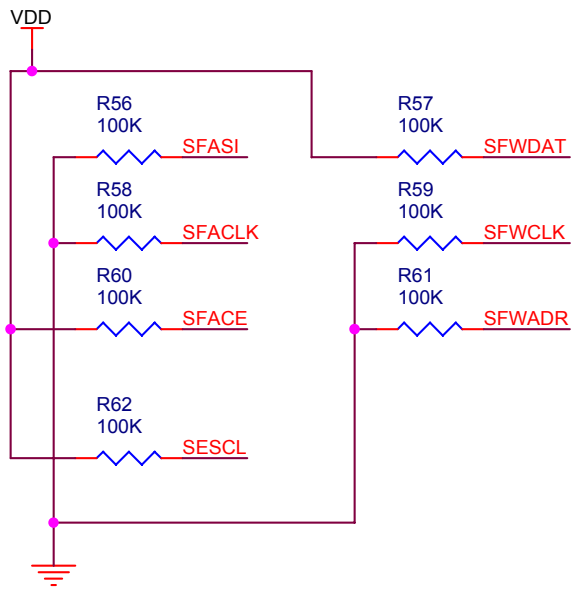 VDD
R56
100K
SFASI
R57
100K
SFWDAT
R58
100K
SFACLK
R59
100K
SFWCLK
R60
100K
SFACE
R61
100K
SFWADR
R62
100K
SESCL